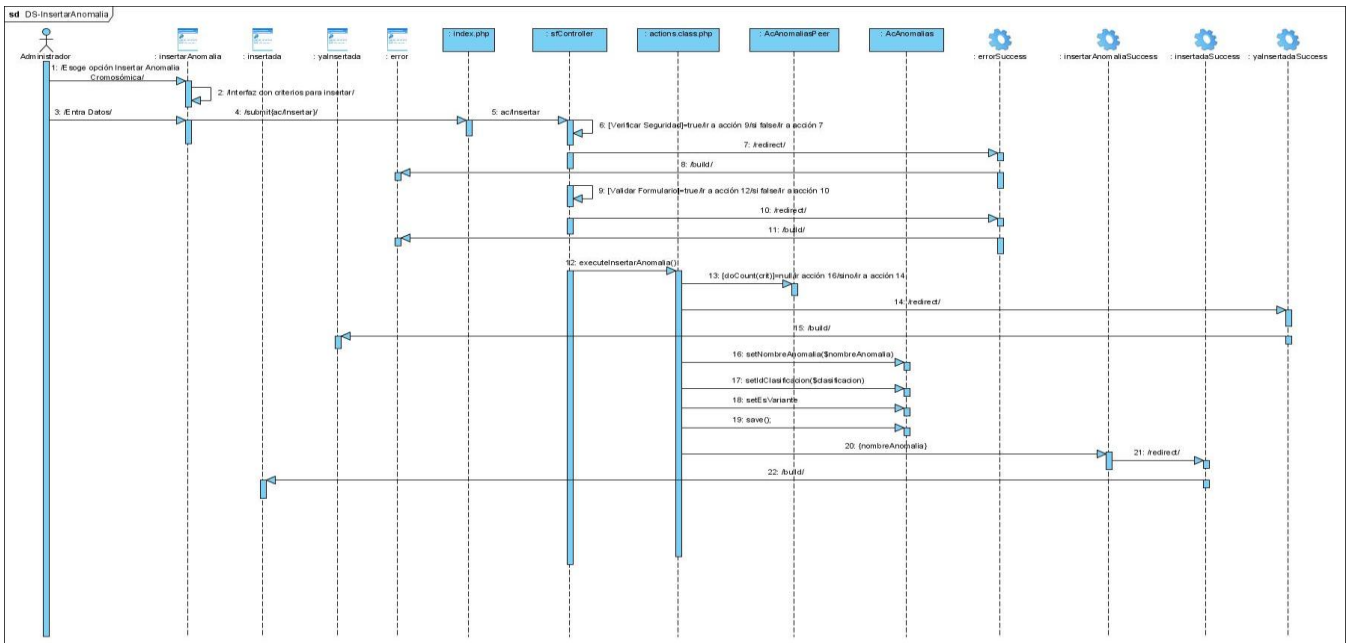 sd DS-InsertarAnomalia
Administrador
: insertarAnomalia
: insertada
: yaInsertada
: error
: index.php
: sfController
: actions.class.php
: AcAnomaliasPeer
: AcAnomalias
: errorSuccess
: insertarAnomaliaSuccess
: insertadaSuccess
: yaInsertadaSuccess
1: /Esoge opción Insertar Anomalia
Cromosómica/
2: /Interfaz con criterios para insertar/
3: /Entra Datos/
4: /submit{ac/Insertar}/
5: ac/Insertar
6: [Verificar Seguridad]=true/ir a acción 9/si false/ir a acción 7
7: /redirect/
8: /build/
9: [Validar Formulario]=true/ir a acción 12/si false/ir a acción 10
10: /redirect/
11: /build/
12: executeInsertarAnomalia()
13: [doCount(crit)]=null/ir acción 16/sino/ir a acción 14
14: /redirect/
15: /build/
16: setNombreAnomalia($nombreAnomalia)
17: setIdClasificacion($clasificacion)
18: setEsVariante
19: save();
20: {nombreAnomalia}
21: /redirect/
22: /build/